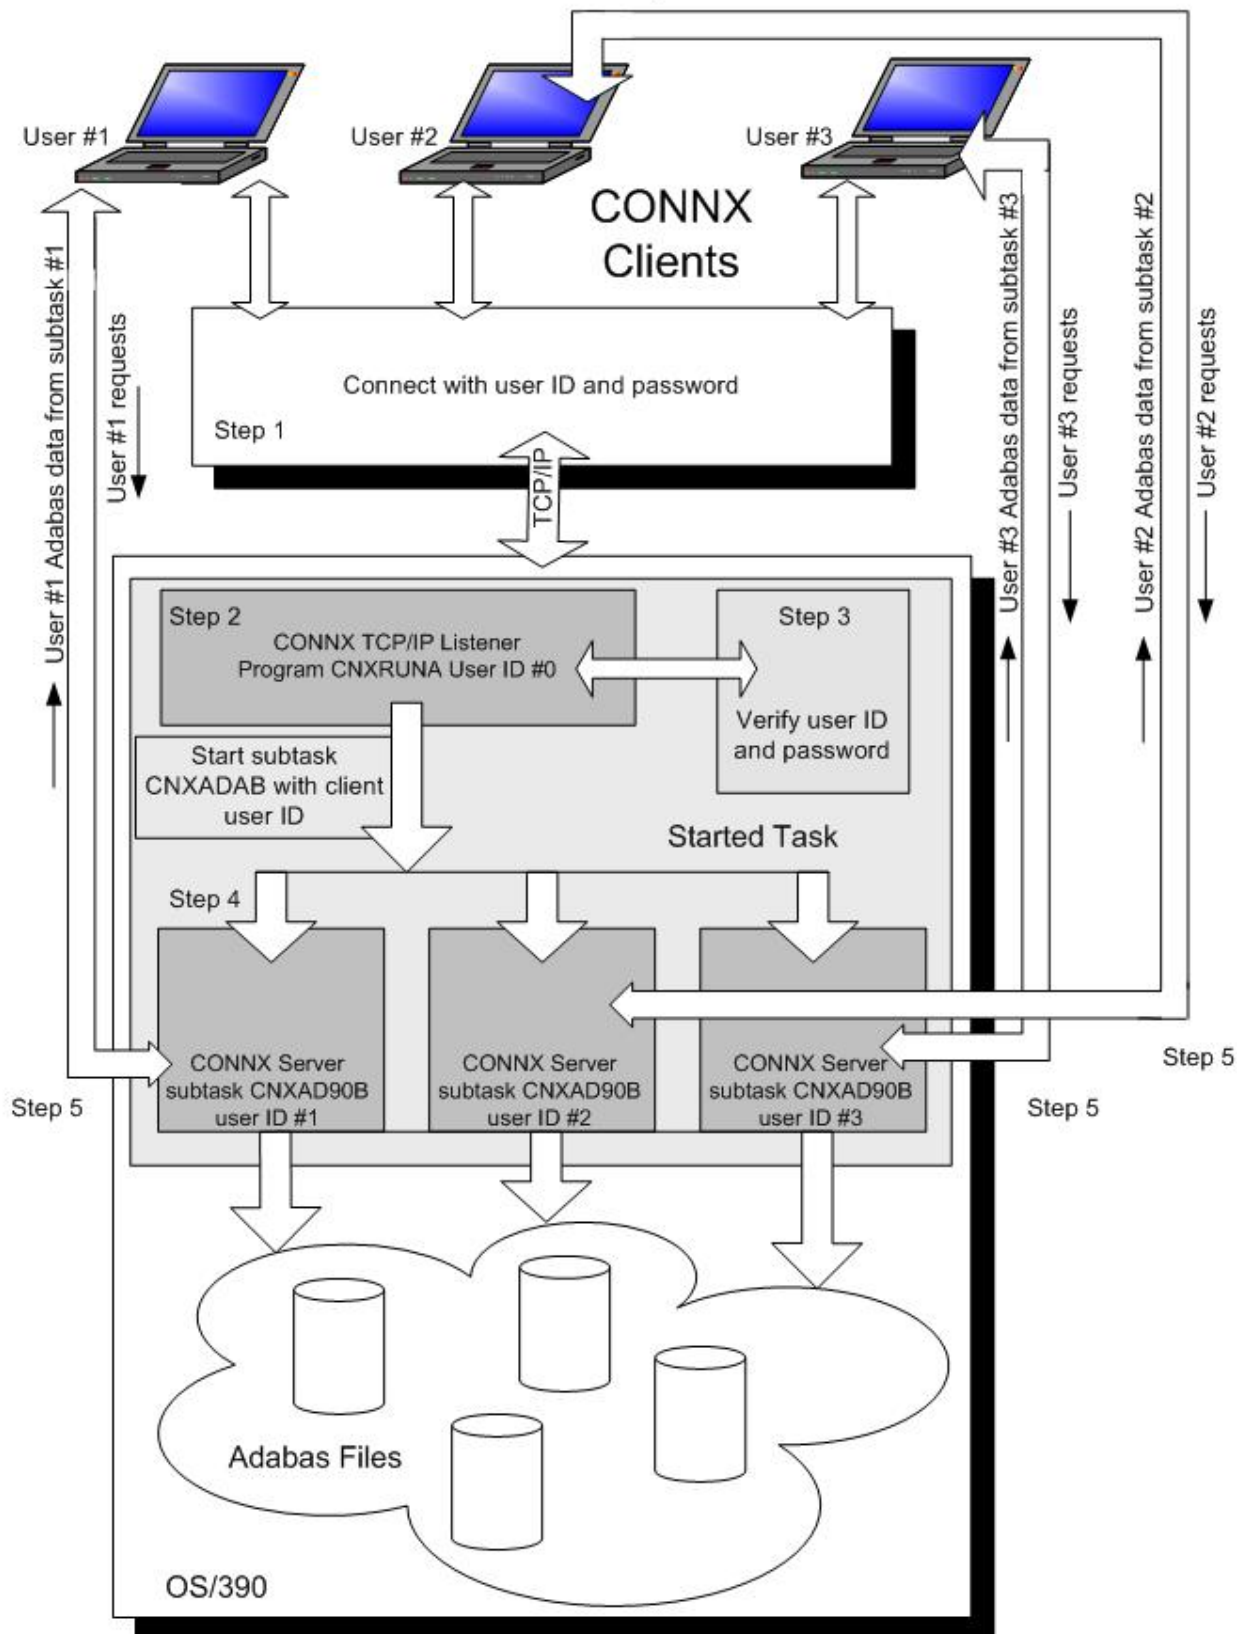 User #1
User #2
User #3
CONNX
Clients
User #1 Adabas data from subtask #1
User #1 requests
User #3 Adabas data from subtask #3
User #3 requests
User #2 Adabas data from subtask #2
User #2 requests
Connect with user ID and password
Step 1
TCP/IP
Step 2
CONNX TCP/IP Listener
Program CNXRUNA User ID #0
Step 3
Verify user ID
and password
Start subtask
CNXADAB with client
user ID
Started Task
Step 4
CONNX Server
subtask CNXAD90B
user ID #1
CONNX Server
subtask CNXAD90B
user ID #2
CONNX Server
subtask CNXAD90B
user ID #3
Step 5
Step 5
Step 5
Adabas Files
OS/390